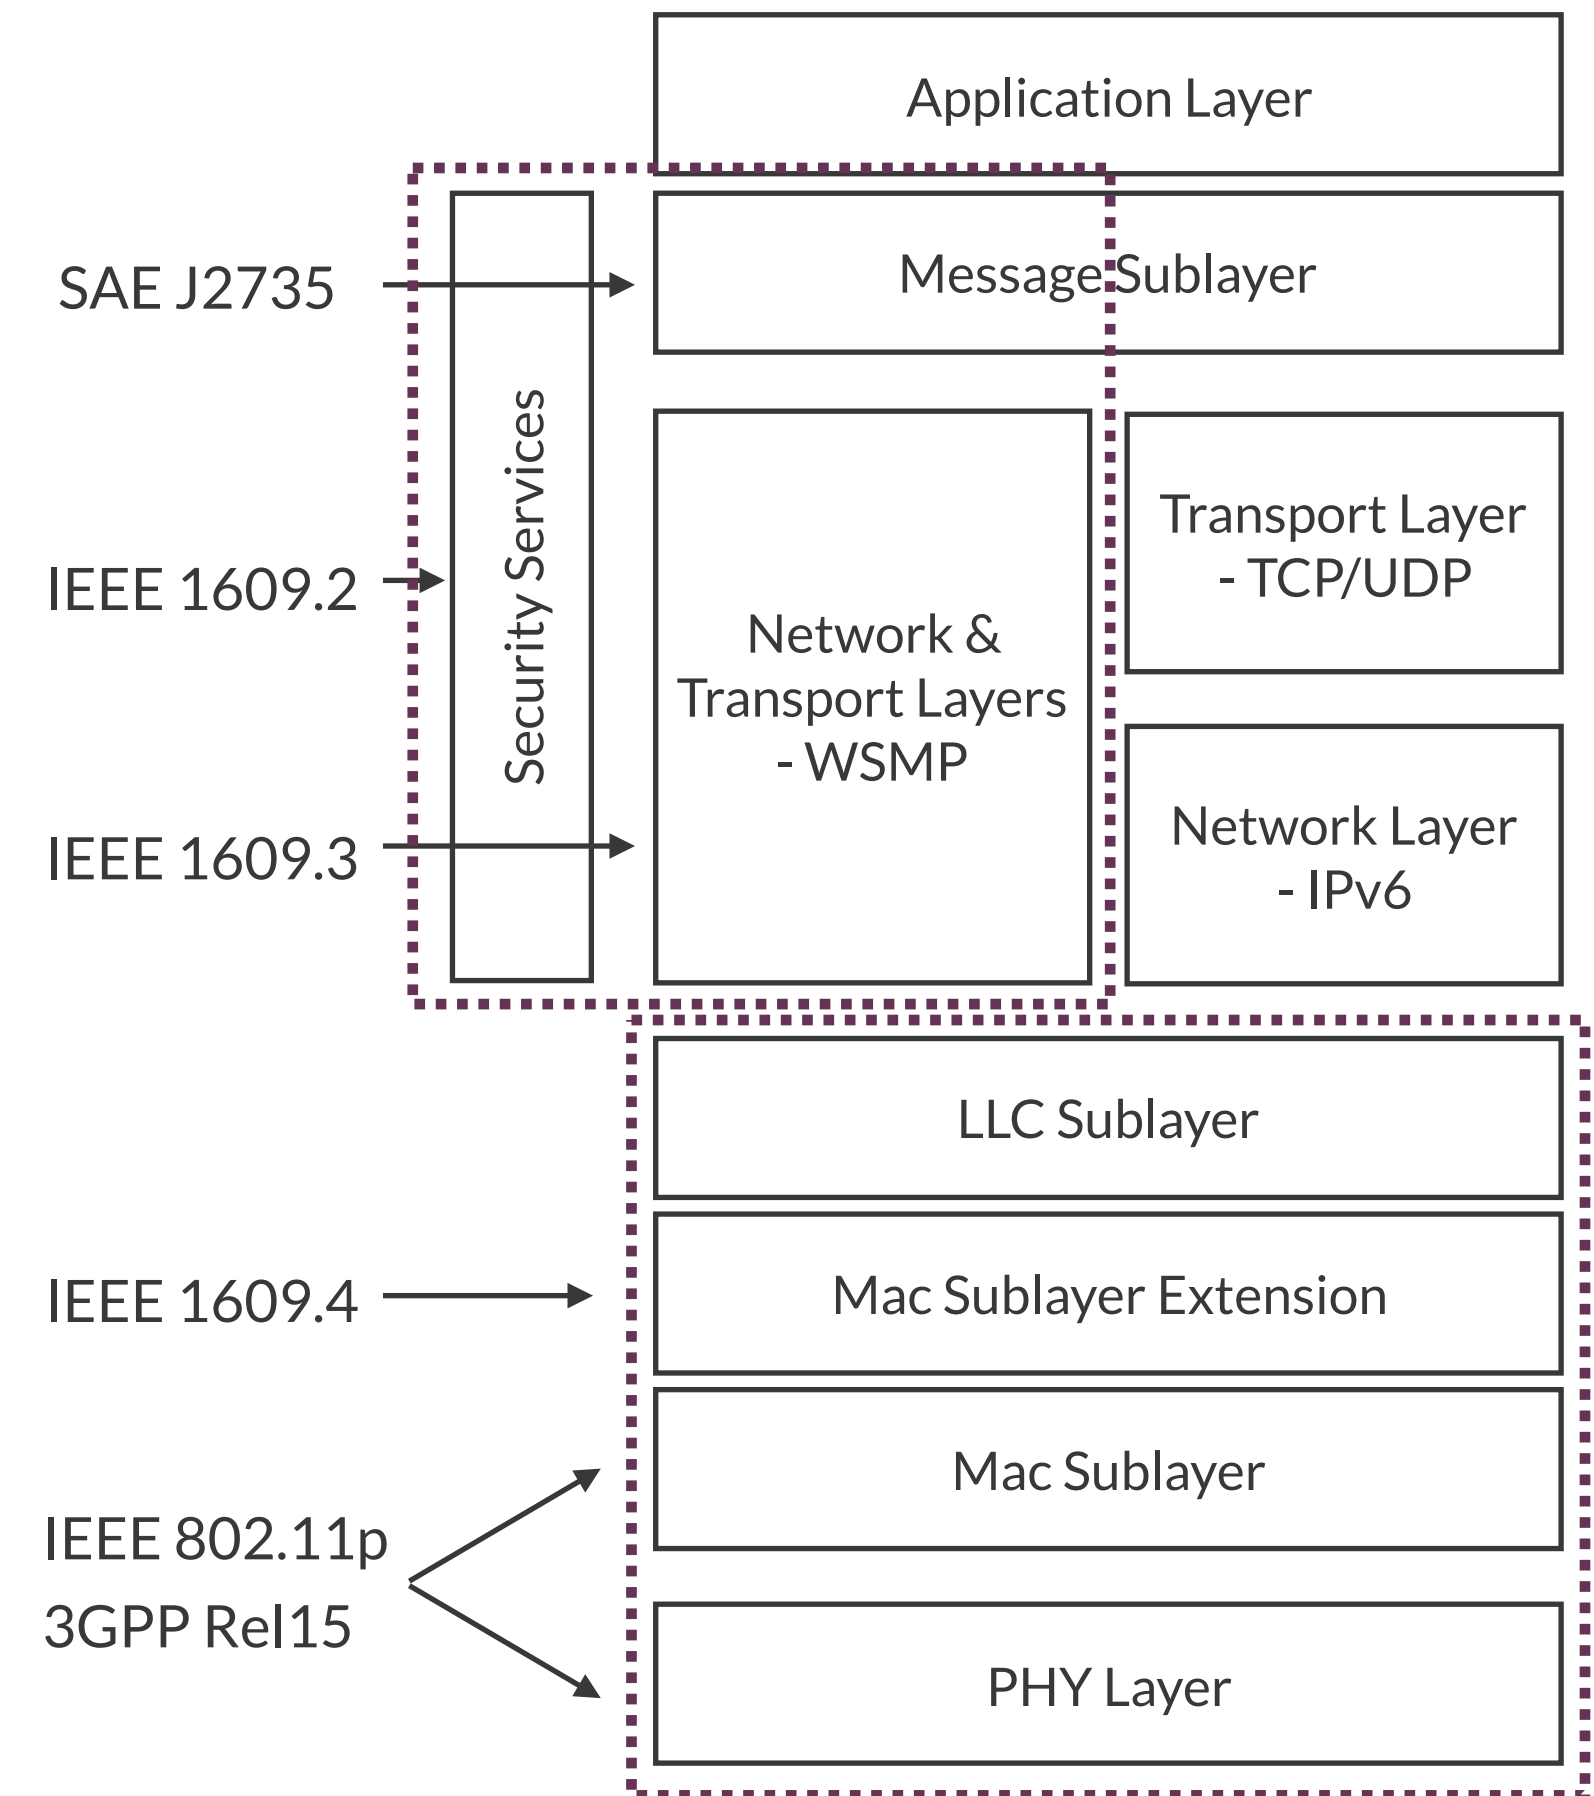 Application Layer
SAE J2735
Message Sublayer
Security Services
IEEE 1609.2
Network &
Transport Layers
- WSMP
Transport Layer
- TCP/UDP
IEEE 1609.3
Network Layer
- IPv6
LLC Sublayer
IEEE 1609.4
Mac Sublayer Extension
Mac Sublayer
IEEE 802.11p
3GPP Rel15
PHY Layer